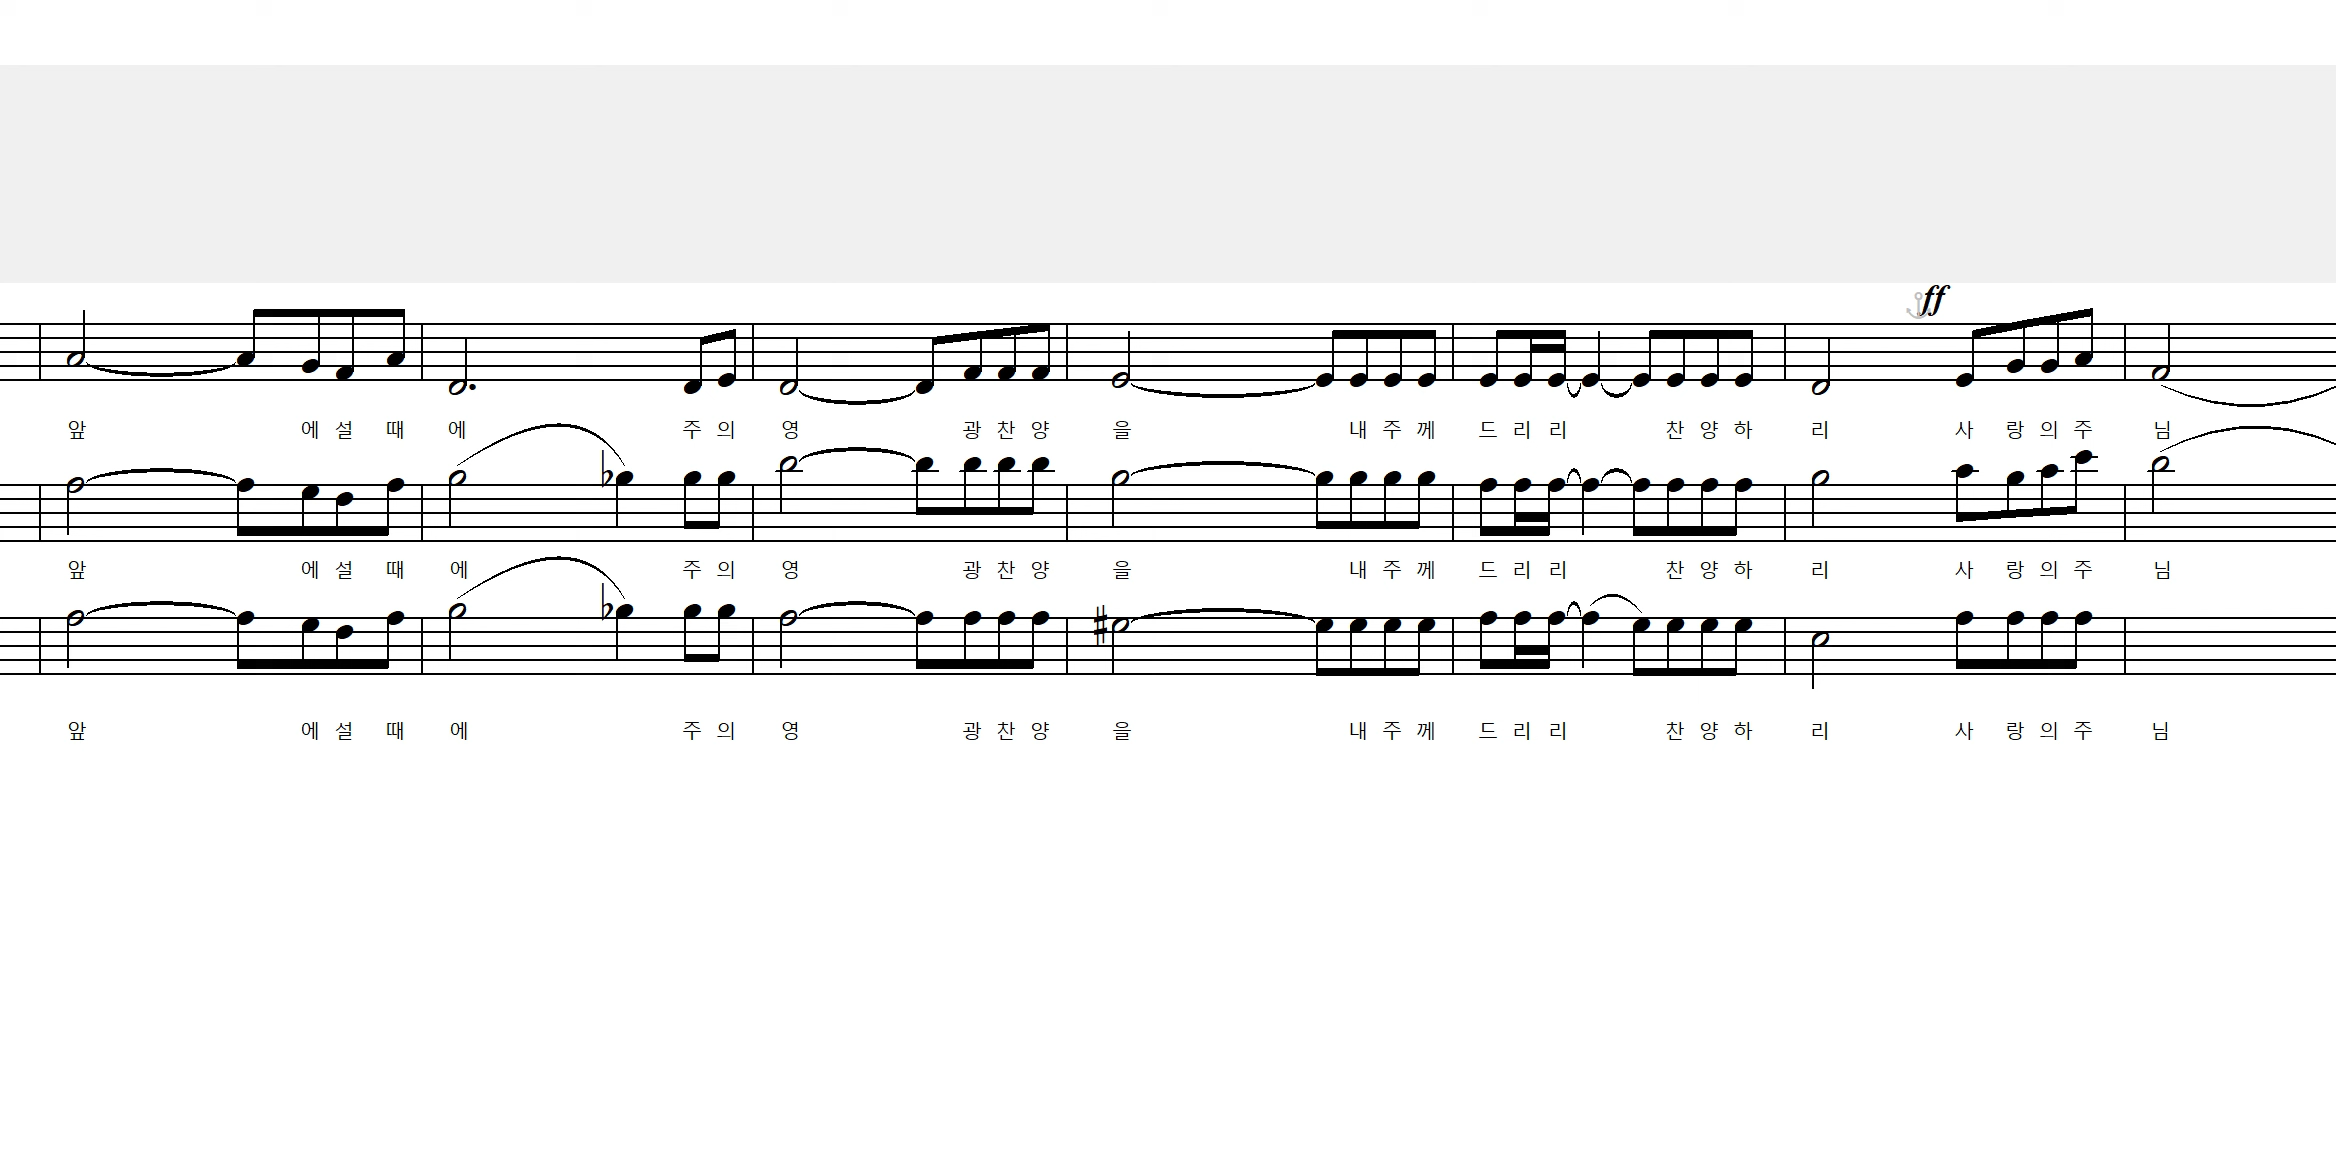 ff
앞 에 설 때 에 주 의 영 광 찬 양 을 내 주 께 드 리 리 찬 양 하 리 사 랑 의 주 님
앞 에 설 때 에 주 의 영 광 찬 양 을 내 주 께 드 리 리 찬 양 하 리 사 랑 의 주 님
앞 에 설 때 에 주 의 영 광 찬 양 을 내 주 께 드 리 리 찬 양 하 리 사 랑 의 주 님